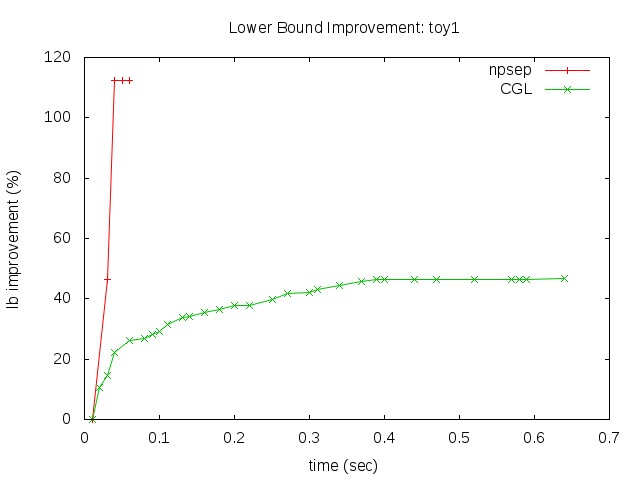 Lower Bound Improvement: toy1
npsep
CGL
lb improvement (%)
120
100
80
60
40
20
0
0 0.1 0.2 0.3 0.4 0.5 0.6 0.7
time (sec)